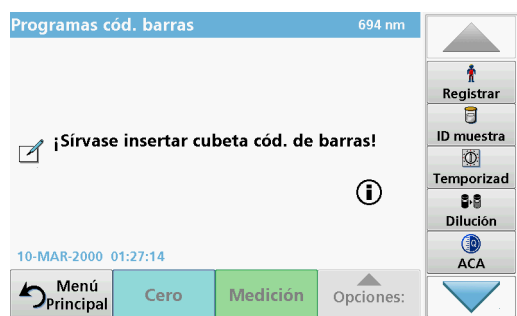 Programas cód. barras 694 nm
¡Sírvase insertar cubeta cód. de barras!
10-MAR-2000 01:27:14
Menú
Principal
Cero
Medición
Opciones:
Registrar
ID muestra
Temporizad
Dilución
ACA